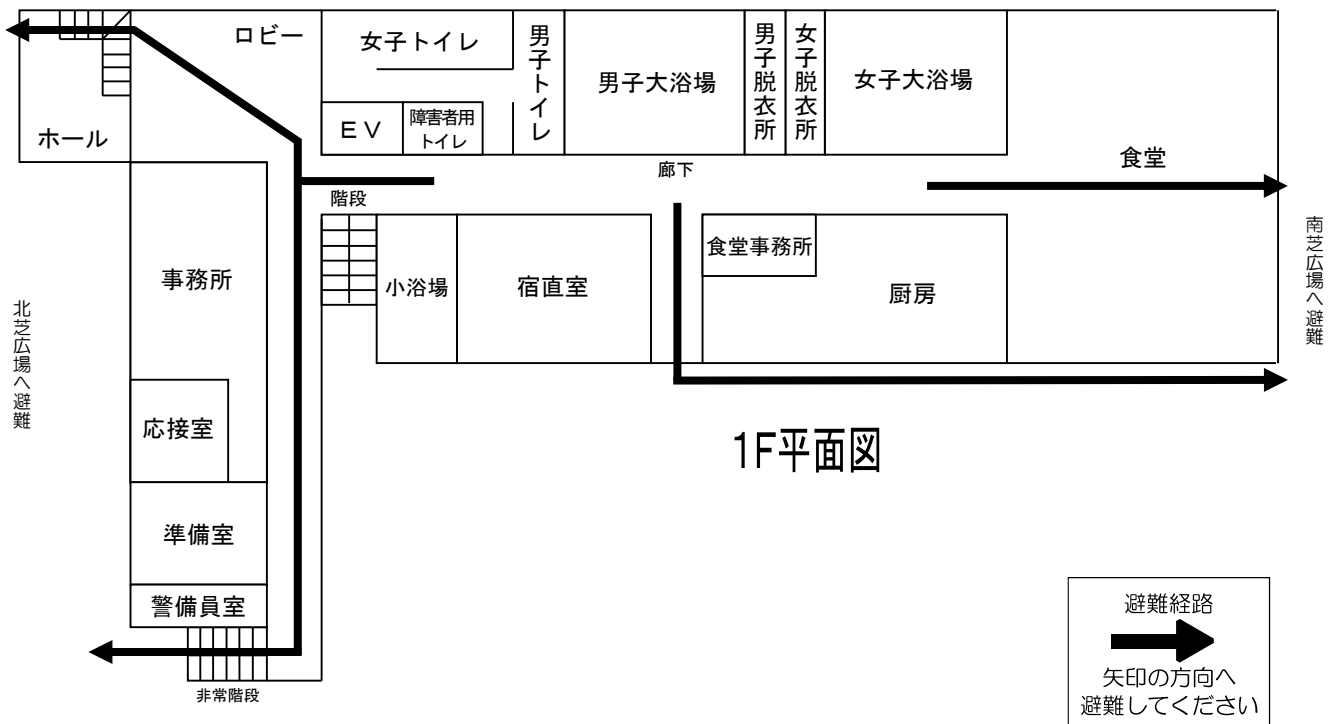 ロビー
女子トイレ
男子トイレ
男子大浴場
男子脱衣所
女子脱衣所
女子大浴場
ホール
ＥＶ
障害者用
トイレ
廊下
食堂
階段
事務所
小浴場
宿直室
食堂事務所
厨房
北芝広場へ避難
南芝広場へ避難
応接室
1F平面図
準備室
警備員室
非常階段
避難経路
矢印の方向へ
避難してください